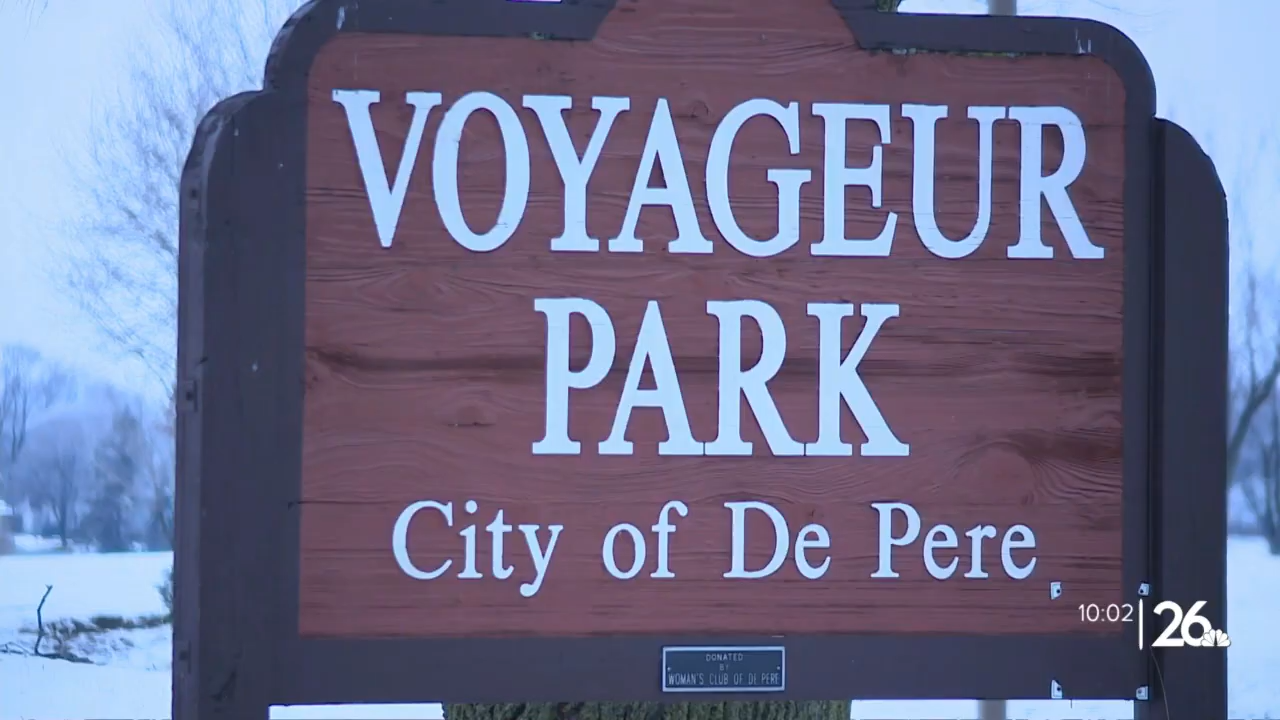 VOYAGEUR
PARK
City of De Pere
10:02 26
DONATED
BY
WOMAN'S CLUB OF DE PERE